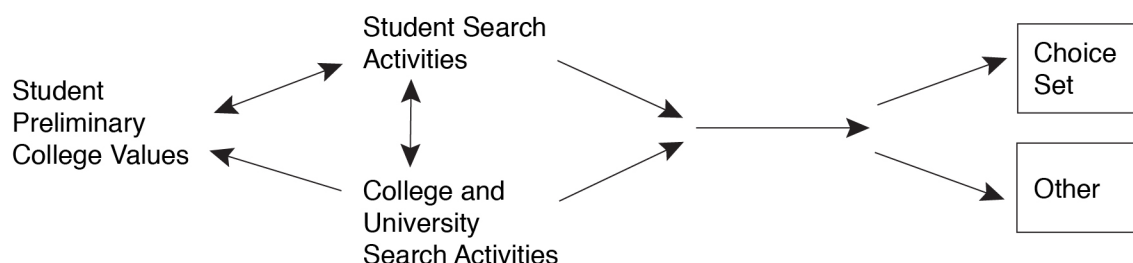 Student
Preliminary
College Values
Student Search
Activities
College and
University
Search Activities
Choice
Set
Other